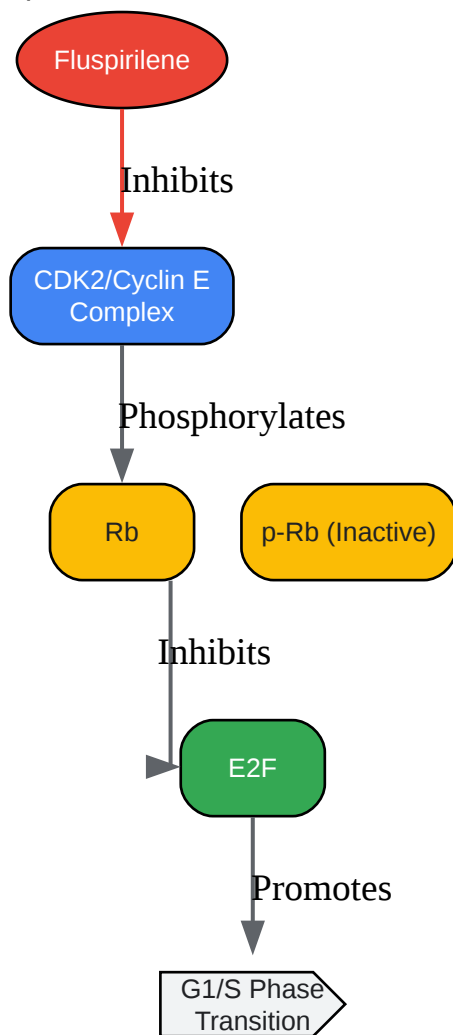 Fluspirilene
Inhibits
CDK2/Cyclin E
Complex
Phosphorylates
Rb
p-Rb (Inactive)
Inhibits
E2F
Promotes
G1/S Phase
Transition